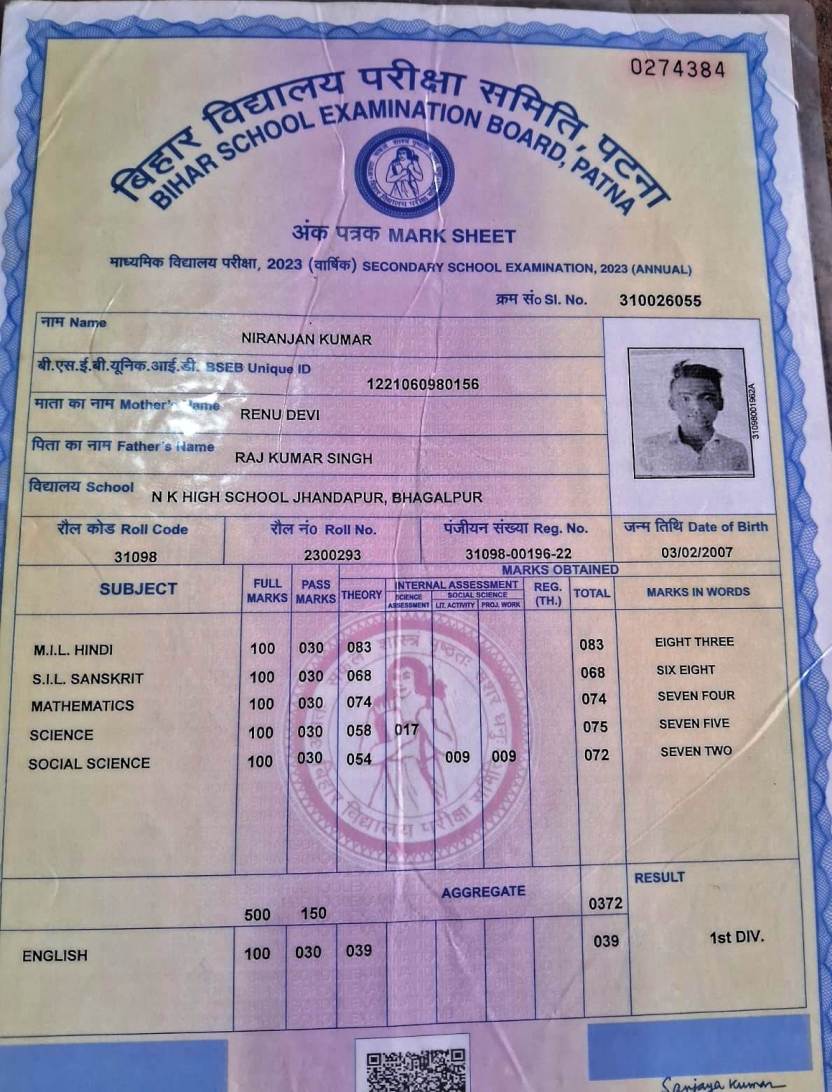 0274384
बिहार विद्यालय परीक्षा समिति, पटना
BIHAR SCHOOL EXAMINATION BOARD, PATNA
अंक पत्रक MARK SHEET
माध्यमिक विद्यालय परीक्षा, 2023 (वार्षिक) SECONDARY SCHOOL EXAMINATION, 2023 (ANNUAL)
क्रम सं० Sl. No. 310026055
नाम Name
NIRANJAN KUMAR
बी.एस.ई.बी.यूनिक.आई.डी. BSEB Unique ID
1221060980156
माता का नाम Mother's Name
RENU DEVI
पिता का नाम Father's Name
RAJ KUMAR SINGH
31098001962A
विद्यालय School N K HIGH SCHOOL JHANDAPUR, BHAGALPUR
रौल कोड Roll Code रौल नं० Roll No. पंजीयन संख्या Reg. No. जन्म तिथि Date of Birth
31098 2300293 31098-00196-22 03/02/2007
MARKS OBTAINED
SUBJECT FULL MARKS PASS MARKS THEORY INTERNAL ASSESSMENT REG. (TH.) TOTAL MARKS IN WORDS
SCIENCE ASSESSMENT SOCIAL SCIENCE
LIT. ACTIVITY PROJ. WORK
M.I.L. HINDI 100 030 083 083 EIGHT THREE
S.I.L. SANSKRIT 100 030 068 068 SIX EIGHT
MATHEMATICS 100 030 074 074 SEVEN FOUR
SCIENCE 100 030 058 017 075 SEVEN FIVE
SOCIAL SCIENCE 100 030 054 009 009 072 SEVEN TWO
बिहार विद्यालय परीक्षा समिति
RESULT
500 150 AGGREGATE 0372
ENGLISH 100 030 039 039 1st DIV.
Sanjaya Kumar